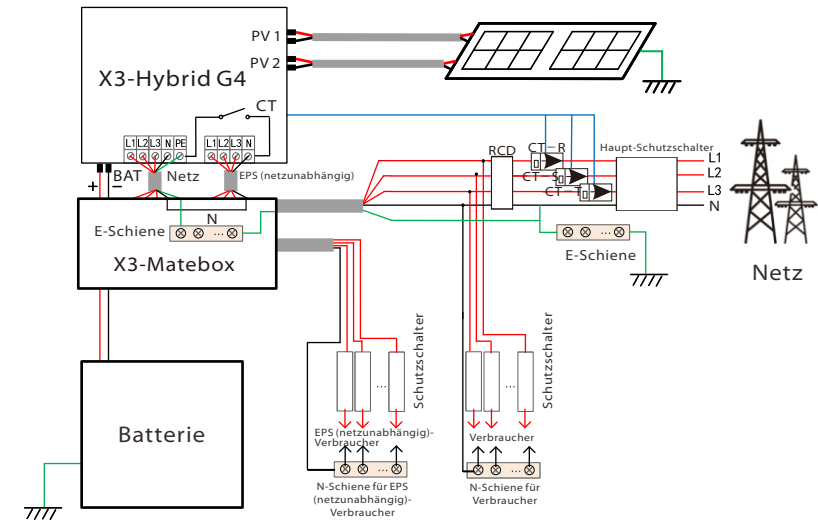 PV 1
X3-Hybrid G4
PV 2
CT
L1 L2 L3 N PE
L1 L2 L3 N
+ −
BAT
Netz
EPS (netzunabhängig)
RCD
CT−R
CT−S
CT−T
Haupt-Schutzschalter
L1
L2
L3
N
N
E-Schiene
...
X3-Matebox
...
E-Schiene
Netz
Batterie
...
Schutzschalter
EPS (netzunabhängig)-
Verbraucher
...
N-Schiene für EPS
(netzunabhängig)-
Verbraucher
...
Schutzschalter
Verbraucher
...
N-Schiene für
Verbraucher